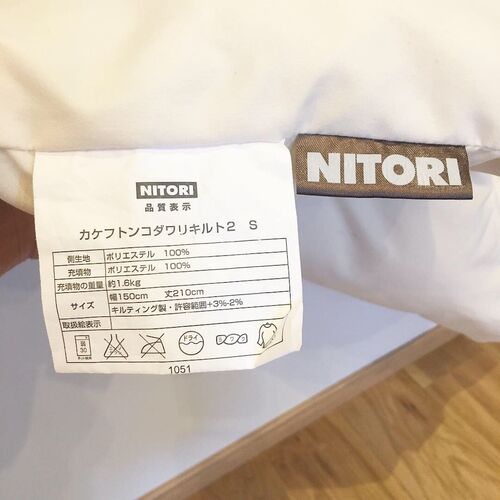 NITORI
NITORI
品質表示
カケフトンコダワリキルト2 S
側生地 ポリエステル 100%
充填物 ポリエステル 100%
充填物の重量 約1.6kg
サイズ 幅150cm 丈210cm
キルティング製・許容範囲+3%-2%
取扱絵表示
30
ドライ
1051